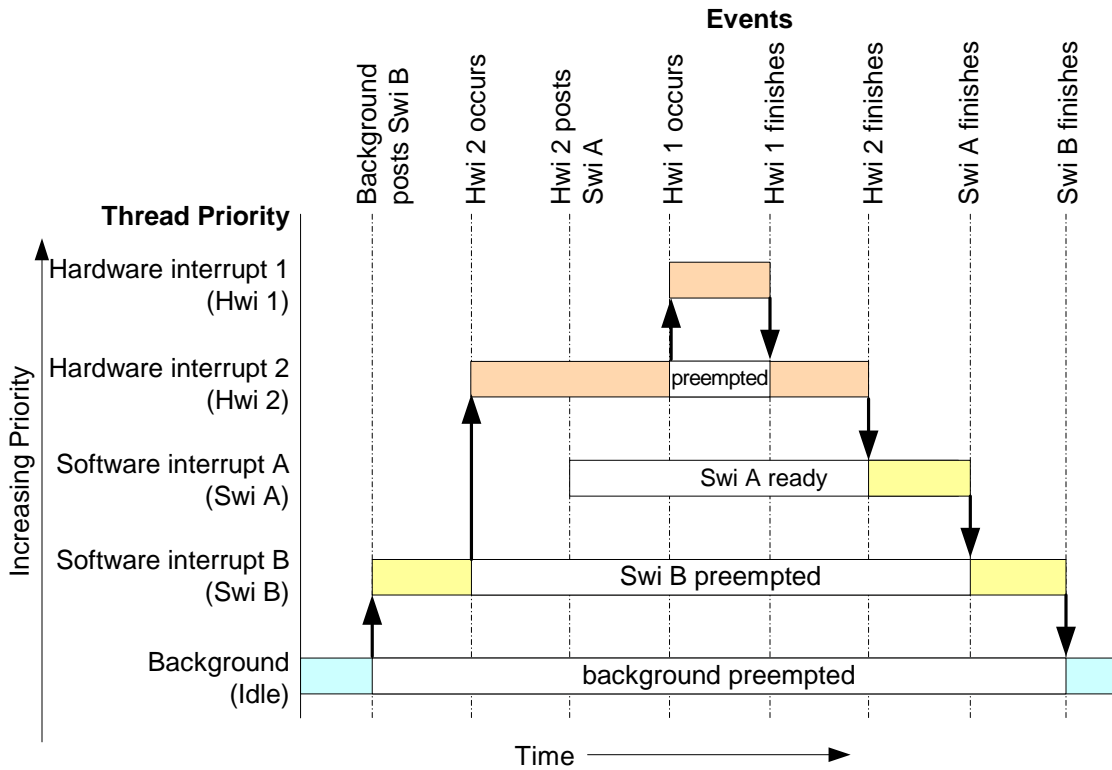 Events
Background
posts Swi B
Hwi 2 occurs
Hwi 2 posts
Swi A
Hwi 1 occurs
Hwi 1 finishes
Hwi 2 finishes
Swi A finishes
Swi B finishes
Thread Priority
Increasing Priority
Hardware interrupt 1
(Hwi 1)
Hardware interrupt 2
(Hwi 2)
preempted
Software interrupt A
(Swi A)
Swi A ready
Software interrupt B
(Swi B)
Swi B preempted
Background
(Idle)
background preempted
Time